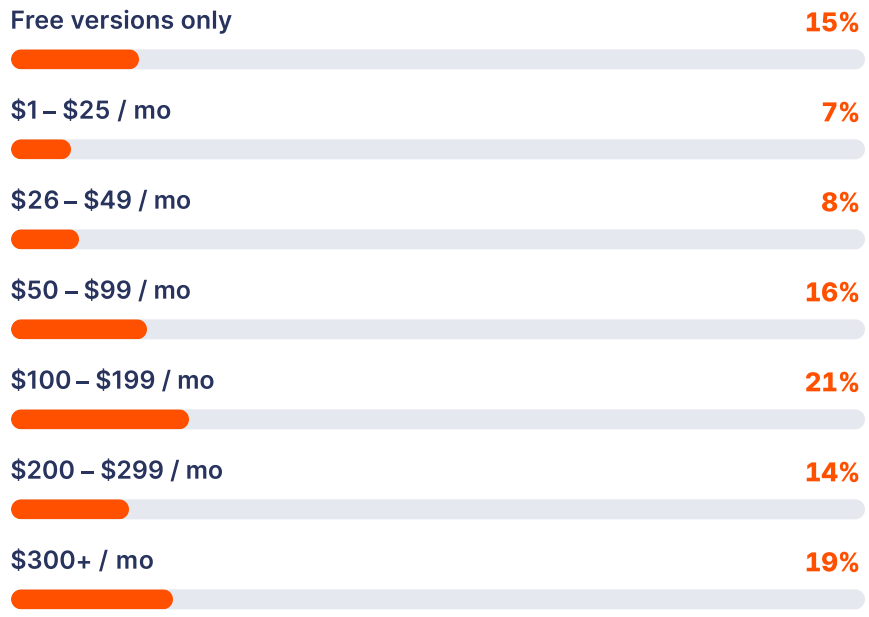 Free versions only 15%
$1 – $25 / mo 7%
$26 – $49 / mo 8%
$50 – $99 / mo 16%
$100 – $199 / mo 21%
$200 – $299 / mo 14%
$300+ / mo 19%